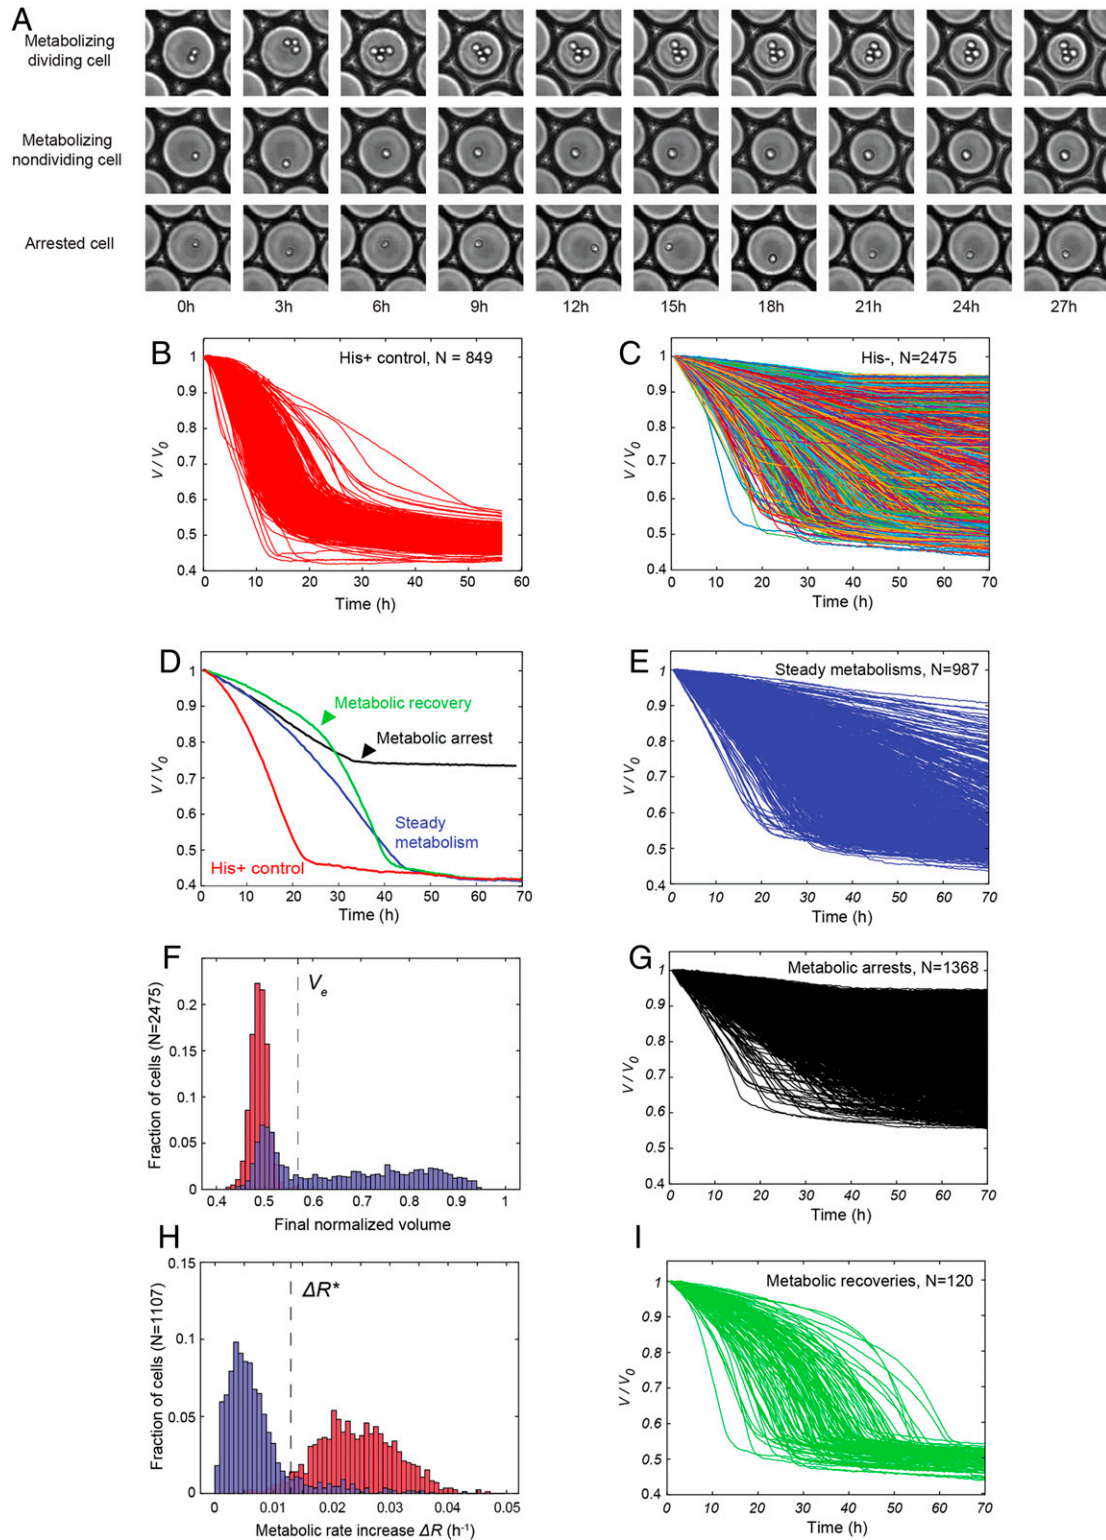 A
Metabolizing
dividing cell
Metabolizing
nondividing cell
Arrested cell
0h 3h 6h 9h 12h 15h 18h 21h 24h 27h
B
His+ control, N = 849
1
0.9
0.8
0.7
0.6
0.5
0.4
V / V0
0 10 20 30 40 50 60
Time (h)
C
His-, N=2475
1
0.9
0.8
0.7
0.6
0.5
0.4
V / V0
0 10 20 30 40 50 60 70
Time (h)
D
Metabolic recovery
Metabolic arrest
Steady
metabolism
His+ control
1
0.9
0.8
0.7
0.6
0.5
0.4
V / V0
0 10 20 30 40 50 60 70
Time (h)
E
Steady metabolisms, N=987
1
0.9
0.8
0.7
0.6
0.5
0.4
V / V0
0 10 20 30 40 50 60 70
Time (h)
F
Ve
Fraction of cells (N=2475)
0.2
0.15
0.1
0.05
0
0.4 0.5 0.6 0.7 0.8 0.9 1
Final normalized volume
G
Metabolic arrests, N=1368
1
0.9
0.8
0.7
0.6
0.5
0.4
V / V0
0 10 20 30 40 50 60 70
Time (h)
H
ΔR*
Fraction of cells (N=1107)
0.15
0.1
0.05
0
0 0.01 0.02 0.03 0.04 0.05
Metabolic rate increase ΔR (h-1)
I
Metabolic recoveries, N=120
1
0.9
0.8
0.7
0.6
0.5
0.4
V / V0
0 10 20 30 40 50 60 70
Time (h)